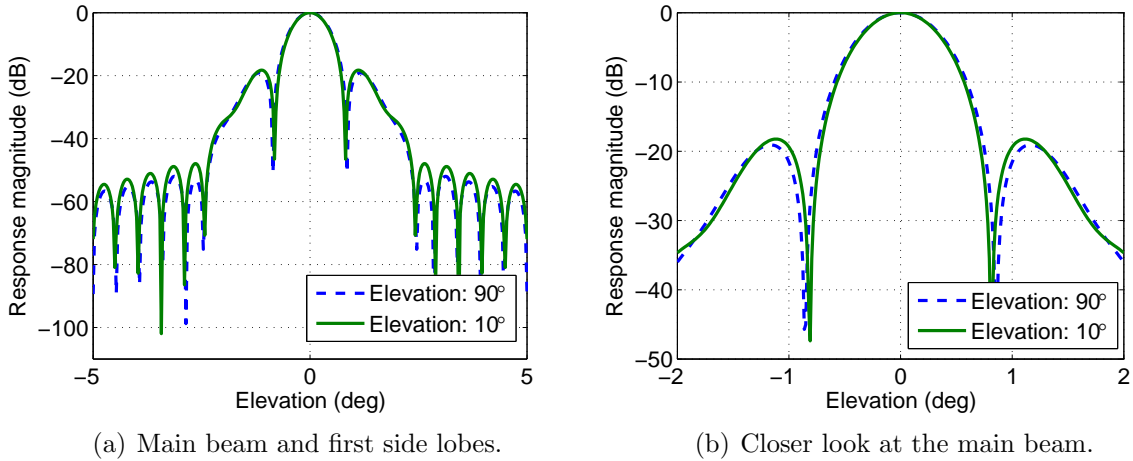 0
−20
−40
−60
−80
−100
−5
0
5
Response magnitude (dB)
Elevation (deg)
Elevation: 90°
Elevation: 10°
(a) Main beam and first side lobes.
0
−10
−20
−30
−40
−50
−2
−1
0
1
2
Response magnitude (dB)
Elevation (deg)
Elevation: 90°
Elevation: 10°
(b) Closer look at the main beam.